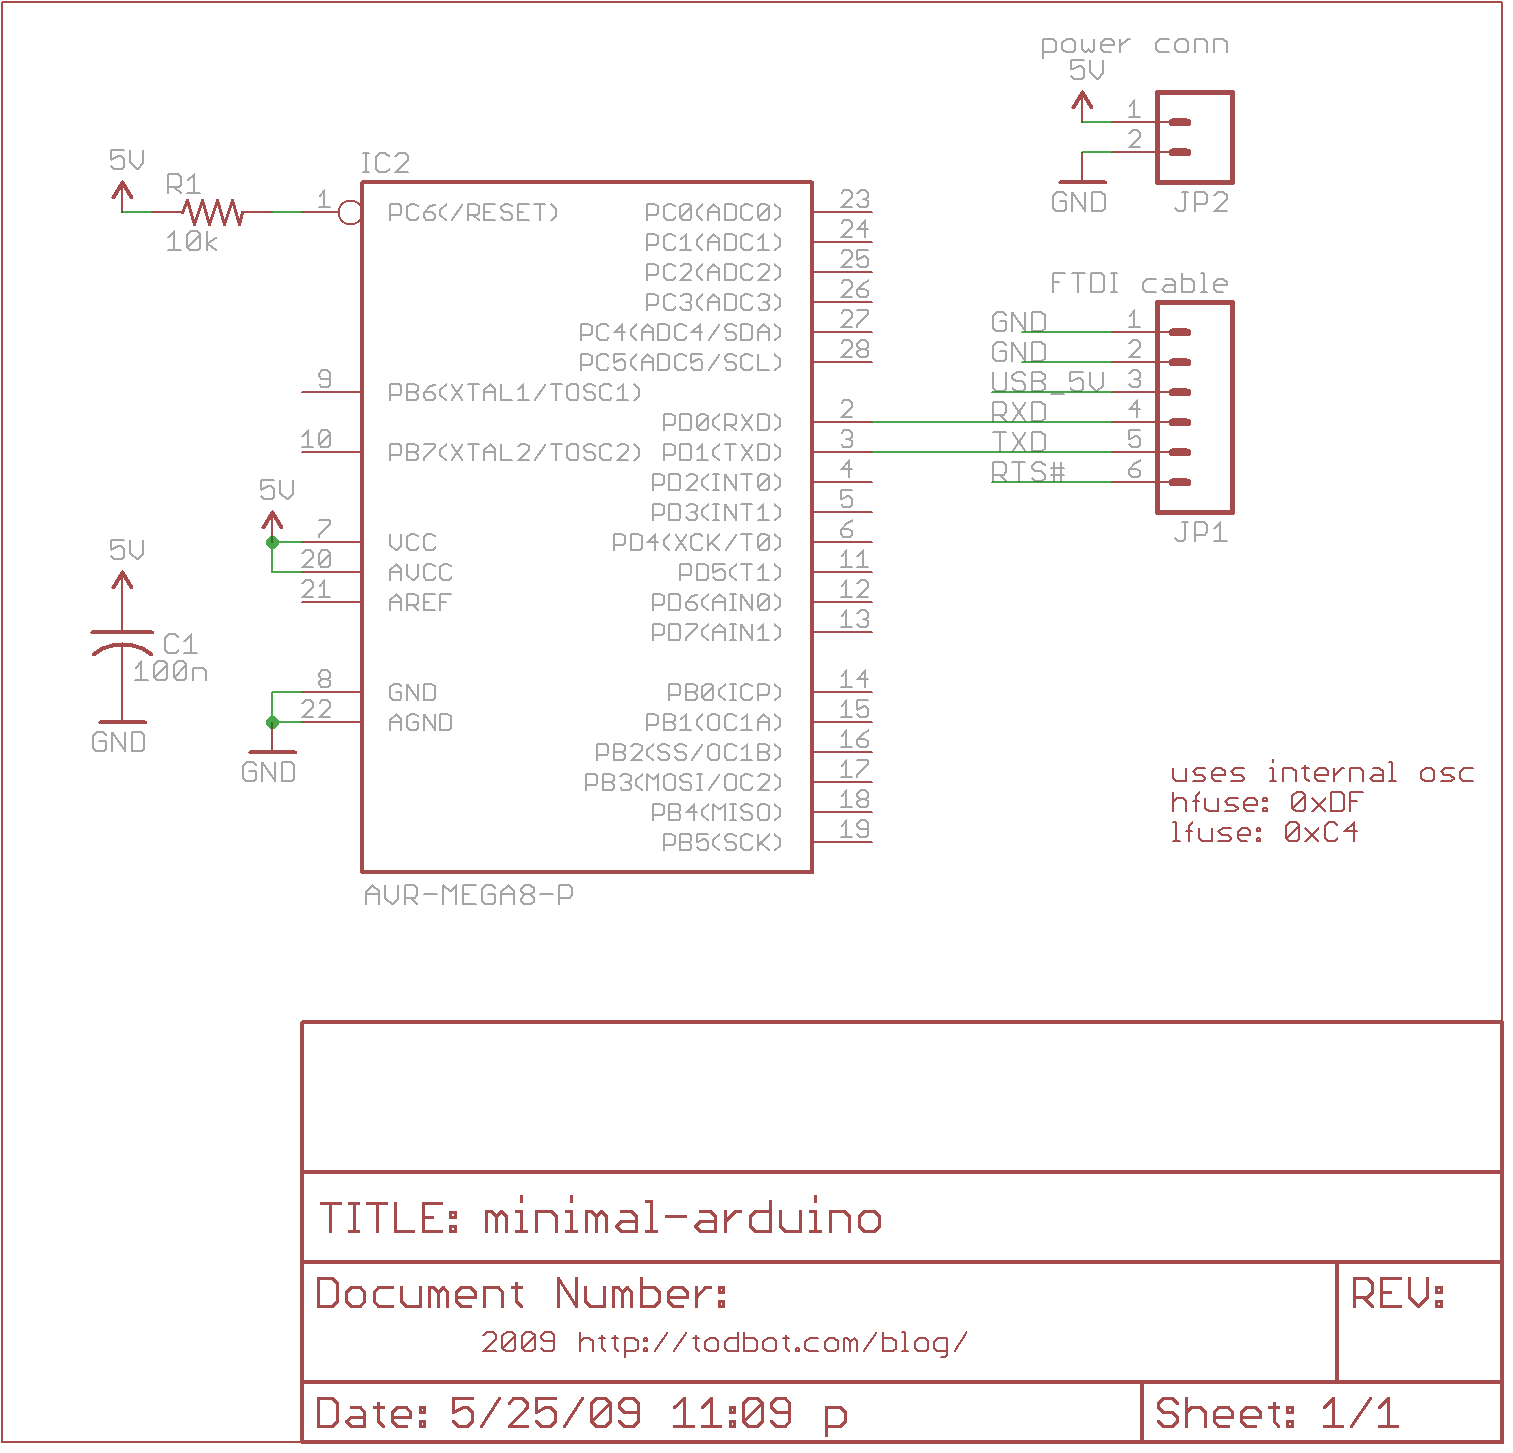 power conn
5V
1
2
GND
JP2
5V
R1
10k
IC2
1
PC6(/RESET)
PC0(ADC0)
23
PC1(ADC1)
24
PC2(ADC2)
25
PC3(ADC3)
26
PC4(ADC4/SDA)
27
PC5(ADC5/SCL)
28
9
PB6(XTAL1/TOSC1)
PD0(RXD)
2
10
PB7(XTAL2/TOSC2)
PD1(TXD)
3
PD2(INT0)
4
PD3(INT1)
5
5V
7
VCC
PD4(XCK/T0)
6
20
AVCC
PD5(T1)
11
21
AREF
PD6(AIN0)
12
PD7(AIN1)
13
8
GND
PB0(ICP)
14
22
AGND
PB1(OC1A)
15
GND
PB2(SS/OC1B)
16
PB3(MOSI/OC2)
17
PB4(MISO)
18
PB5(SCK)
19
AVR-MEGA8-P
5V
C1
100n
GND
FTDI cable
GND 1
GND 2
USB_5V 3
RXD 4
TXD 5
RTS# 6
JP1
uses internal osc
hfuse: 0xDF
lfuse: 0xC4
TITLE: minimal-arduino
Document Number:
REV:
2009 http://todbot.com/blog/
Date: 5/25/09 11:09 p
Sheet: 1/1